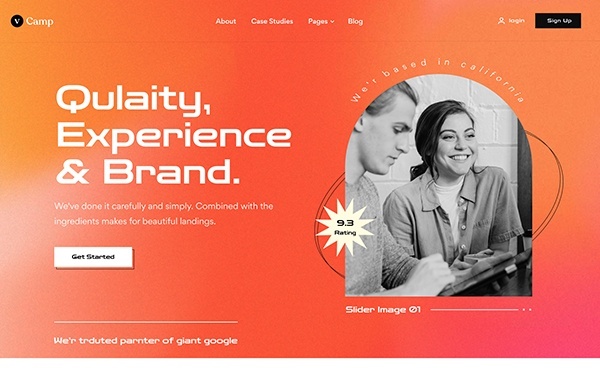 v Camp
About Case Studies Pages Blog
login Sign Up
We't based in california
Qulaity,
Experience
& Brand.
We've done it carefully and simply. Combined with the
ingredients makes for beautiful landings.
9.3
Rating
Get Started
Slider Image 01
We'r trduted parnter of giant google